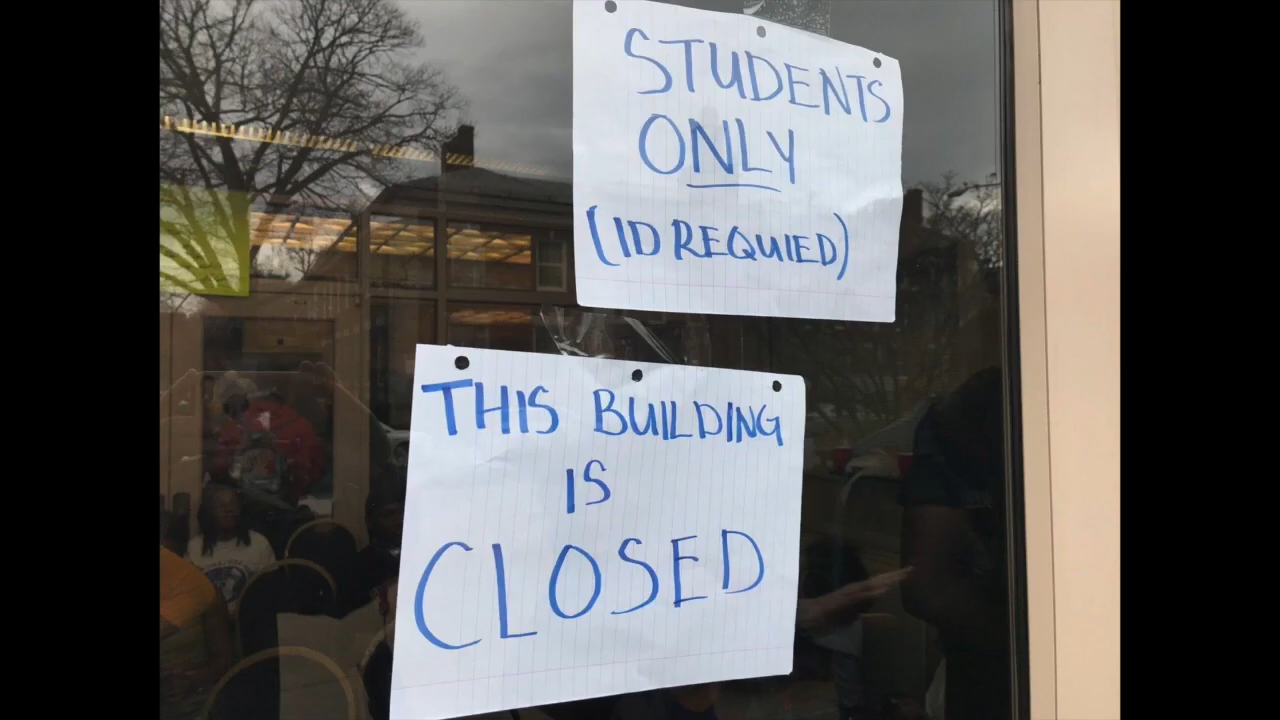 STUDENTS
ONLY
(ID REQUIED)
THIS BUILDING
IS
CLOSED